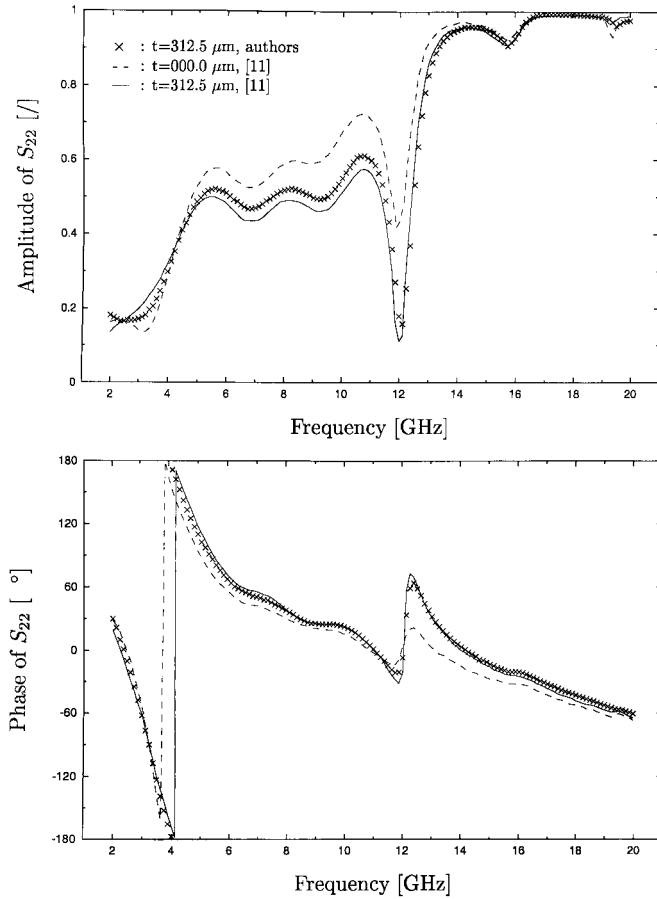 1
0.8
0.6
0.4
0.2
0
Amplitude of S22 [/]
× : t=312.5 μm, authors
- - : t=000.0 μm, [11]
— : t=312.5 μm, [11]
2 4 6 8 10 12 14 16 18 20
Frequency [GHz]
180
120
60
0
-60
-120
-180
Phase of S22 [ °]
2 4 6 8 10 12 14 16 18 20
Frequency [GHz]